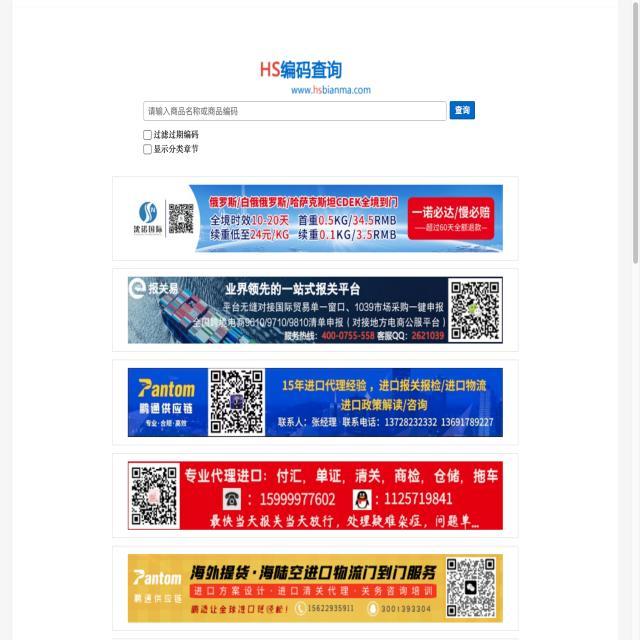 HS编码查询
www.hsbianma.com
请输入商品名称或商品编码
查询
过滤过期编码
显示分类章节
俄罗斯/白俄俄罗斯/哈萨克斯坦CDEK全境到门
全境时效10-20天 首重0.5KG/34.5RMB
续重低至24元/KG 续重0.1KG/3.5RMB
一诺必达/慢必赔
——超过60天全额退款—
报关易
业界领先的一站式报关平台
平台无缝对接国际贸易单一窗口、1039市场采购一键申报
全国跨境电商9610/9710/9810清单申报（对接地方电商公服平台）
服务热线：400-0755-558 客服QQ：2621039
Pantom
鹏通供应链
专业·合规·高效
15年进口代理经验，进口报关报检/进口物流
进口政策解读/咨询
联系人：张经理 联系电话：13728232332 13691789227
专业代理进口：付汇，单证，清关，商检，仓储，拖车
：15999977602 ：1125719841
最快当天报关当天放行，处理疑难杂症，问题单...
Pantom
鹏通供应链
海外提货·海陆空进口物流门到门服务
进口方案设计·进口清关代理·关务咨询培训
鹏通让全球进口更轻松！ 15622935911 3001393304